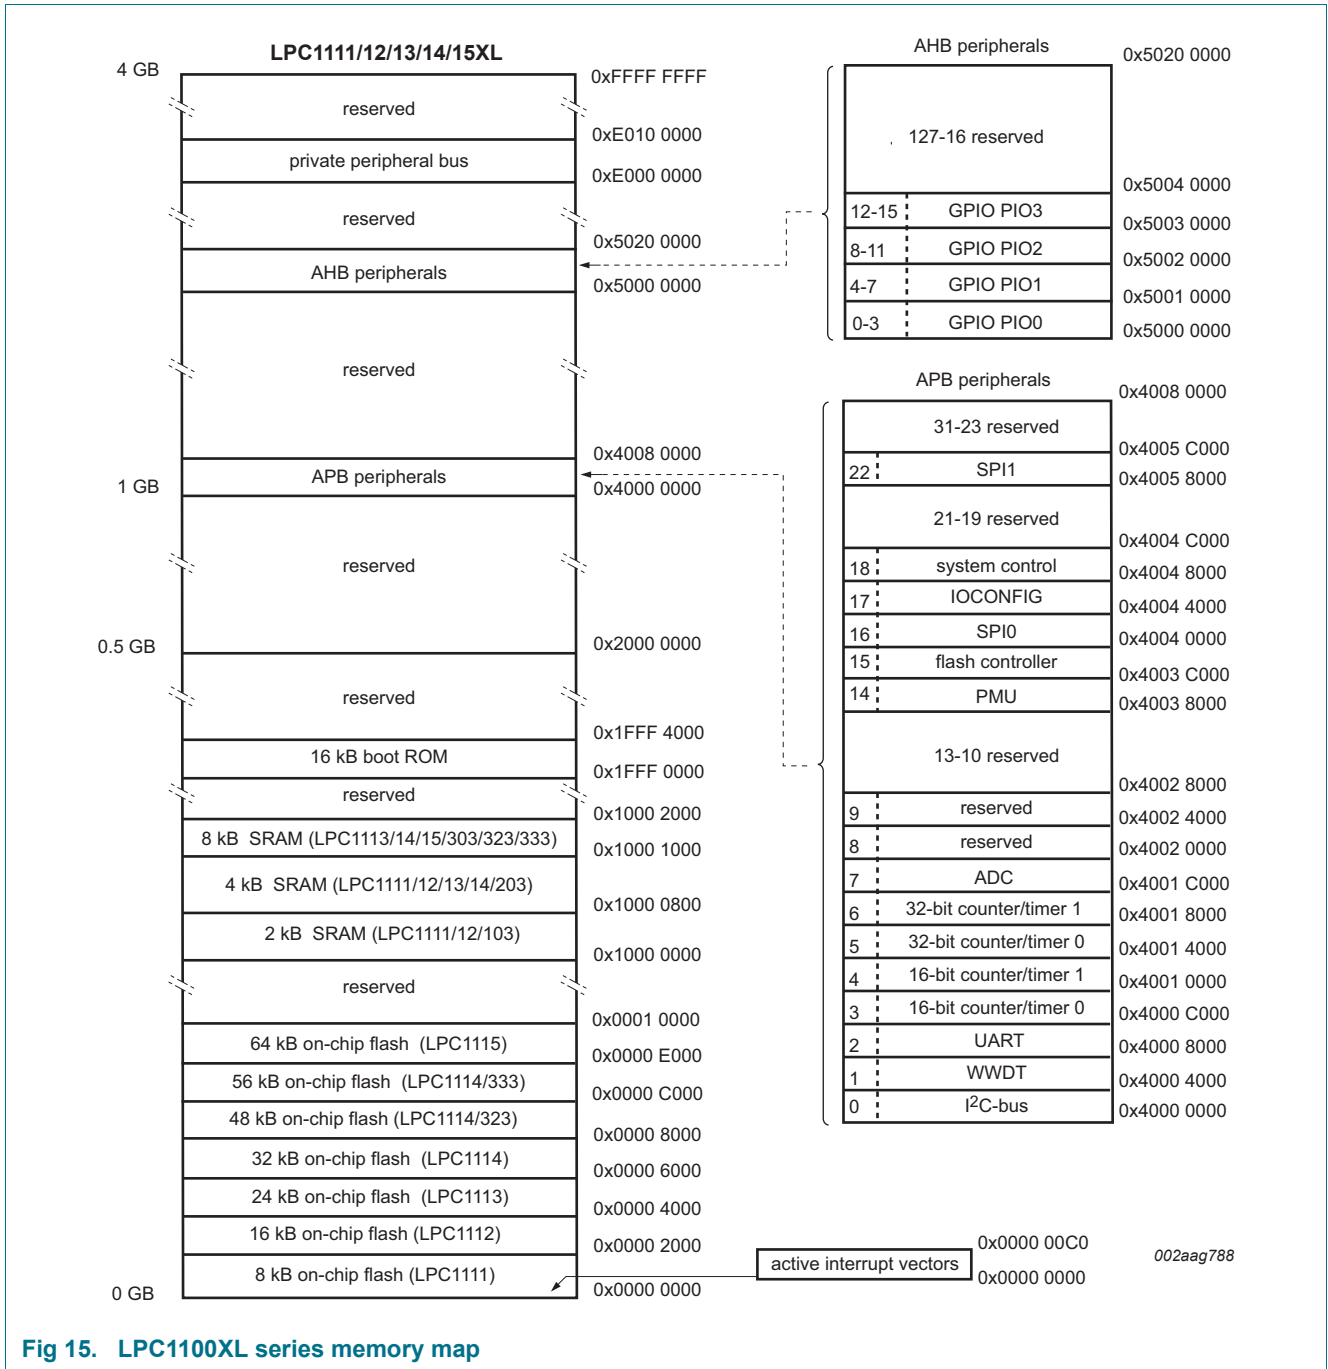 LPC1111/12/13/14/15XL
4 GB
0xFFFF FFFF
reserved
0xE010 0000
private peripheral bus
0xE000 0000
reserved
0x5020 0000
AHB peripherals
0x5000 0000
reserved
0x4008 0000
APB peripherals
1 GB
0x4000 0000
reserved
0.5 GB
0x2000 0000
reserved
0x1FFF 4000
16 kB boot ROM
0x1FFF 0000
reserved
0x1000 2000
8 kB SRAM (LPC1113/14/15/303/323/333)
0x1000 1000
4 kB SRAM (LPC1111/12/13/14/203)
0x1000 0800
2 kB SRAM (LPC1111/12/103)
0x1000 0000
reserved
0x0001 0000
64 kB on-chip flash (LPC1115)
0x0000 E000
56 kB on-chip flash (LPC1114/333)
0x0000 C000
48 kB on-chip flash (LPC1114/323)
0x0000 8000
32 kB on-chip flash (LPC1114)
0x0000 6000
24 kB on-chip flash (LPC1113)
0x0000 4000
16 kB on-chip flash (LPC1112)
0x0000 2000
8 kB on-chip flash (LPC1111)
0 GB
0x0000 0000
AHB peripherals
0x5020 0000
127-16 reserved
0x5004 0000
12-15 GPIO PIO3
0x5003 0000
8-11 GPIO PIO2
0x5002 0000
4-7 GPIO PIO1
0x5001 0000
0-3 GPIO PIO0
0x5000 0000
APB peripherals
0x4008 0000
31-23 reserved
0x4005 C000
22 SPI1
0x4005 8000
21-19 reserved
0x4004 C000
18 system control
0x4004 8000
17 IOCONFIG
0x4004 4000
16 SPI0
0x4004 0000
15 flash controller
0x4003 C000
14 PMU
0x4003 8000
13-10 reserved
0x4002 8000
9 reserved
0x4002 4000
8 reserved
0x4002 0000
7 ADC
0x4001 C000
6 32-bit counter/timer 1
0x4001 8000
5 32-bit counter/timer 0
0x4001 4000
4 16-bit counter/timer 1
0x4001 0000
3 16-bit counter/timer 0
0x4000 C000
2 UART
0x4000 8000
1 WWDT
0x4000 4000
0 I²C-bus
0x4000 0000
0x0000 00C0
active interrupt vectors
0x0000 0000
002aag788
Fig 15. LPC1100XL series memory map